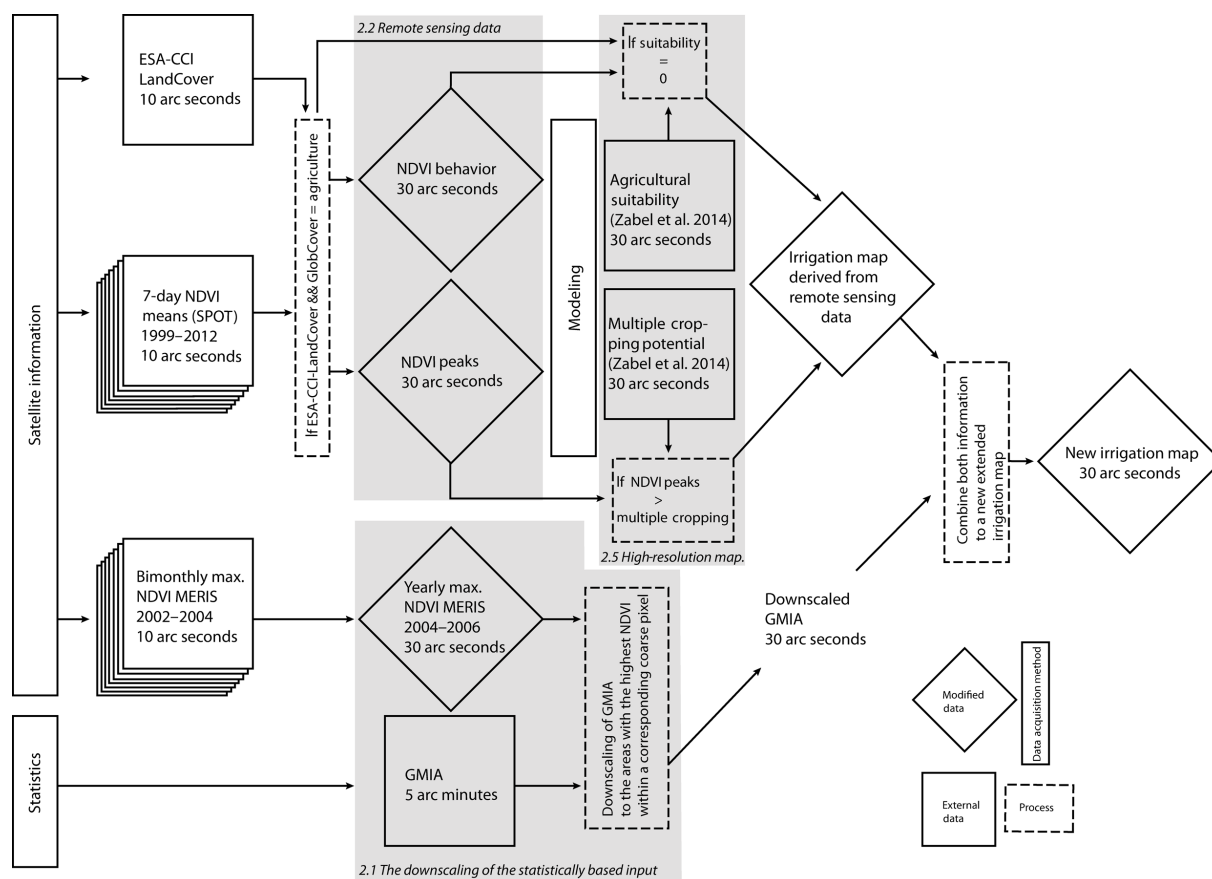 Satellite information
Statistics
ESA-CCI
LandCover
10 arc seconds
7-day NDVI
means (SPOT)
1999–2012
10 arc seconds
Bimonthly max.
NDVI MERIS
2002–2004
10 arc seconds
If ESA-CCI-LandCover && GlobCover = agriculture
2.2 Remote sensing data
NDVI behavior
30 arc seconds
NDVI peaks
30 arc seconds
Modeling
If suitability
=
0
Agricultural
suitability
(Zabel et al. 2014)
30 arc seconds
Multiple crop-
ping potential
(Zabel et al. 2014)
30 arc seconds
If NDVI peaks
>
multiple cropping
2.5 High-resolution map.
Irrigation map
derived from
remote sensing
data
Combine both information
to a new extended
irrigation map
New irrigation map
30 arc seconds
Yearly max.
NDVI MERIS
2004–2006
30 arc seconds
GMIA
5 arc minutes
Downscaling of GMIA
to the areas with the highest NDVI
within a corresponding coarse pixel
2.1 The downscaling of the statistically based input
Downscaled
GMIA
30 arc seconds
Modified
data
Data acquisition method
External
data
Process